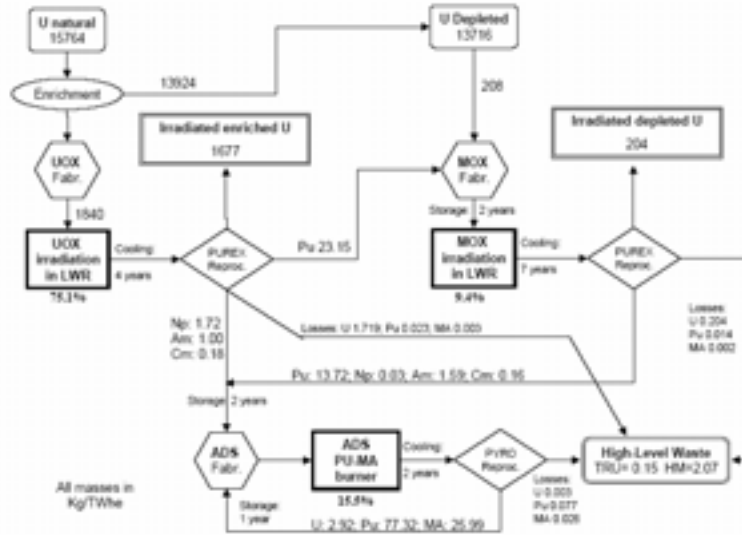 U natural
15764
U Depleted
13716
Enrichment
13924
208
Irradiated enriched U
1677
Irradiated depleted U
204
UOX
Fabr.
MOX
Fabr.
1840
Storage:
2 years
UOX
irradiation
in LWR
75.1%
Cooling:
4 years
PUREX
Reproc.
Pu 23.15
MOX
irradiation
in LWR
9.4%
Cooling:
7 years
PUREX
Reproc.
Np: 1.72
Am: 1.00
Cm: 0.18
Losses: U 1.719; Pu 0.023; MA 0.003
Losses:
U 0.204
Pu 0.014
MA 0.002
Pu: 13.72; Np: 0.03; Am: 1.59; Cm: 0.16
Storage:
2 years
ADS
Fabr.
ADS
PU-MA
burner
15.5%
Cooling:
2 years
PYRO
Reproc.
High-Level Waste
TRU= 0.15 HM=2.07
Losses:
U 0.003
Pu 0.077
MA 0.026
All masses in
Kg/TWhe
Storage:
1 year
U: 2.92; Pu: 77.32; MA: 25.99